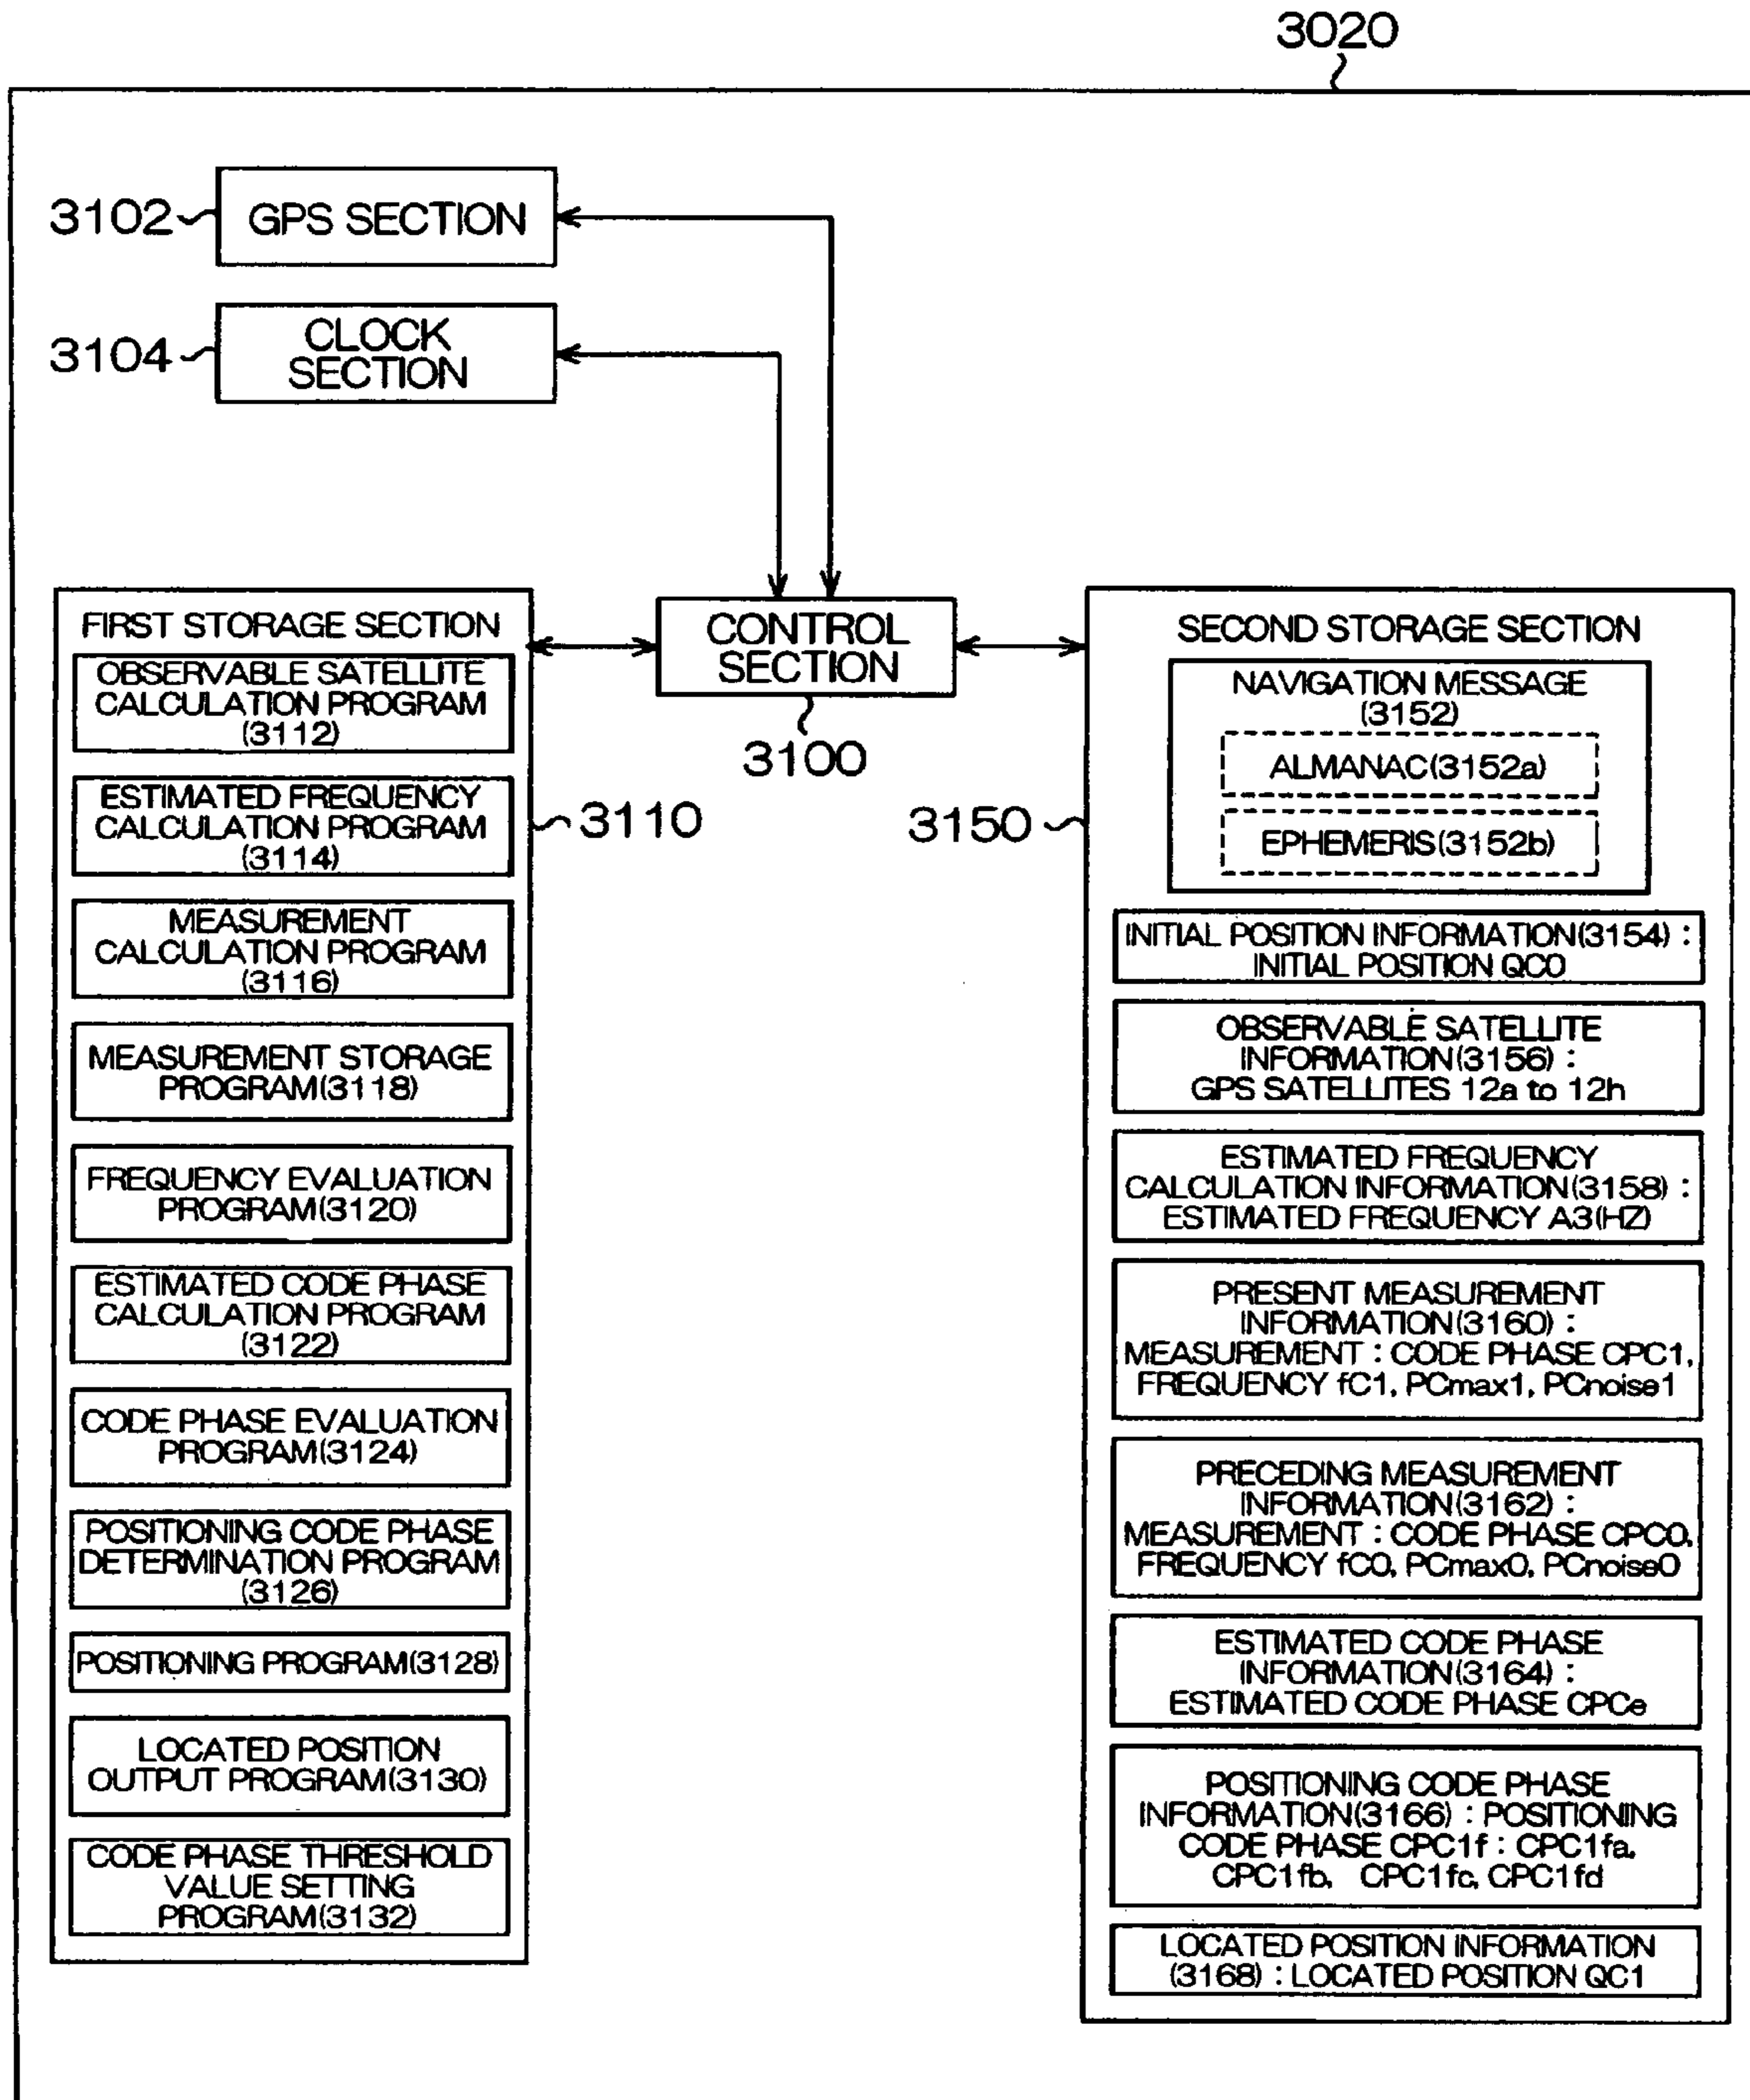 3020
3102
GPS SECTION
3104
CLOCK
SECTION
CONTROL
SECTION
3100
FIRST STORAGE SECTION
OBSERVABLE SATELLITE
CALCULATION PROGRAM
(3112)
ESTIMATED FREQUENCY
CALCULATION PROGRAM
(3114)
3110
MEASUREMENT
CALCULATION PROGRAM
(3116)
MEASUREMENT STORAGE
PROGRAM(3118)
FREQUENCY EVALUATION
PROGRAM(3120)
ESTIMATED CODE PHASE
CALCULATION PROGRAM
(3122)
CODE PHASE EVALUATION
PROGRAM(3124)
POSITIONING CODE PHASE
DETERMINATION PROGRAM
(3126)
POSITIONING PROGRAM(3128)
LOCATED POSITION
OUTPUT PROGRAM(3130)
CODE PHASE THRESHOLD
VALUE SETTING
PROGRAM(3132)
3150
SECOND STORAGE SECTION
NAVIGATION MESSAGE
(3152)
ALMANAC(3152a)
EPHEMERIS(3152b)
INITIAL POSITION INFORMATION(3154) :
INITIAL POSITION QC0
OBSERVABLE SATELLITE
INFORMATION(3156) :
GPS SATELLITES 12a to 12h
ESTIMATED FREQUENCY
CALCULATION INFORMATION(3158) :
ESTIMATED FREQUENCY A3(HZ)
PRESENT MEASUREMENT
INFORMATION(3160) :
MEASUREMENT : CODE PHASE CPC1,
FREQUENCY fC1, PCmax1, PCnoise1
PRECEDING MEASUREMENT
INFORMATION(3162) :
MEASUREMENT : CODE PHASE CPC0,
FREQUENCY fC0, PCmax0, PCnoise0
ESTIMATED CODE PHASE
INFORMATION(3164) :
ESTIMATED CODE PHASE CPCe
POSITIONING CODE PHASE
INFORMATION(3166) : POSITIONING
CODE PHASE CPC1f : CPC1fa,
CPC1fb, CPC1fc, CPC1fd
LOCATED POSITION INFORMATION
(3168) : LOCATED POSITION QC1